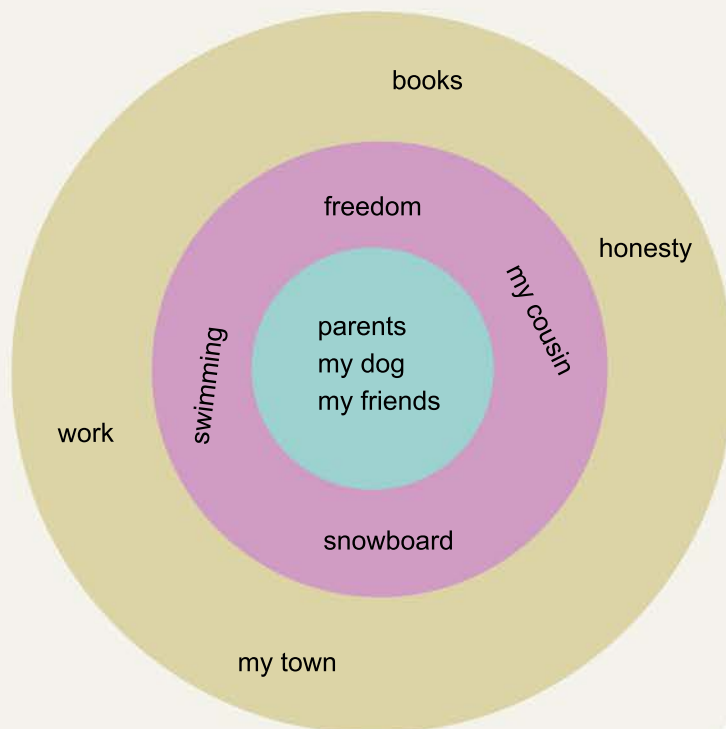 books
freedom
honesty
my cousin
parents
my dog
my friends
swimming
work
snowboard
my town